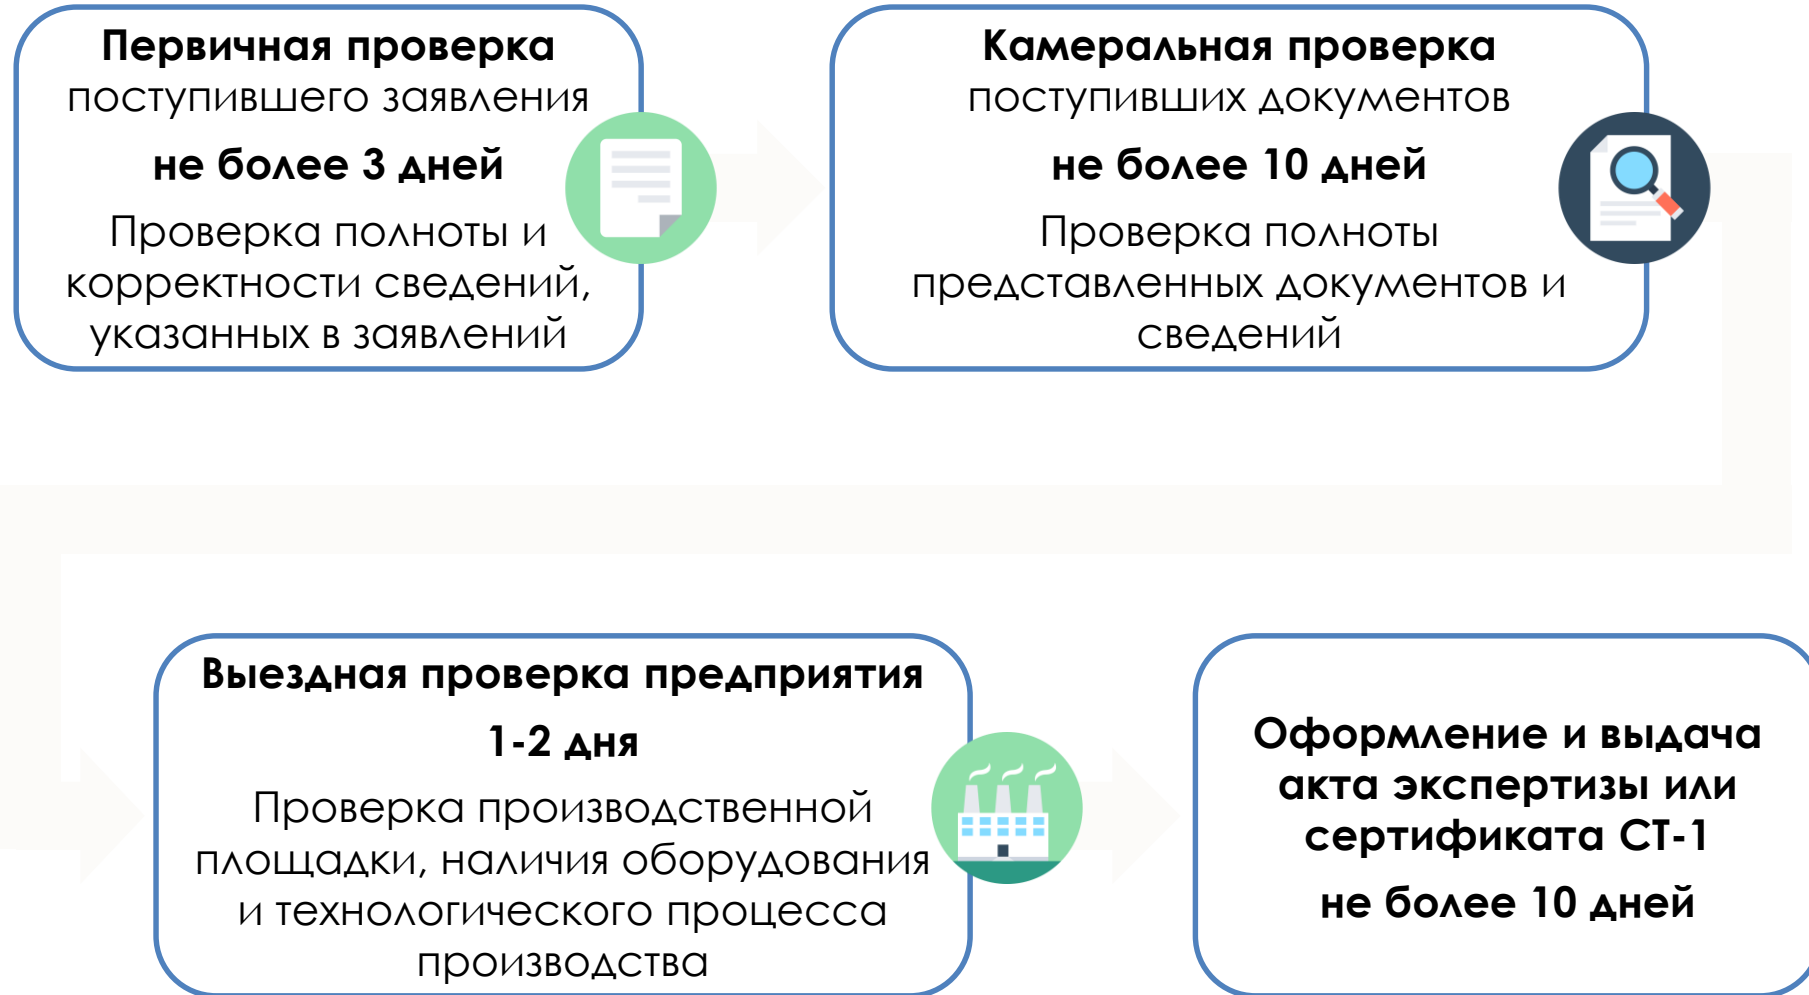 Первичная проверка
поступившего заявления
не более 3 дней
Проверка полноты и
корректности сведений,
указанных в заявлений
Камеральная проверка
поступивших документов
не более 10 дней
Проверка полноты
представленных документов и
сведений
Выездная проверка предприятия
1-2 дня
Проверка производственной
площадки, наличия оборудования
и технологического процесса
производства
Оформление и выдача
акта экспертизы или
сертификата СТ-1
не более 10 дней